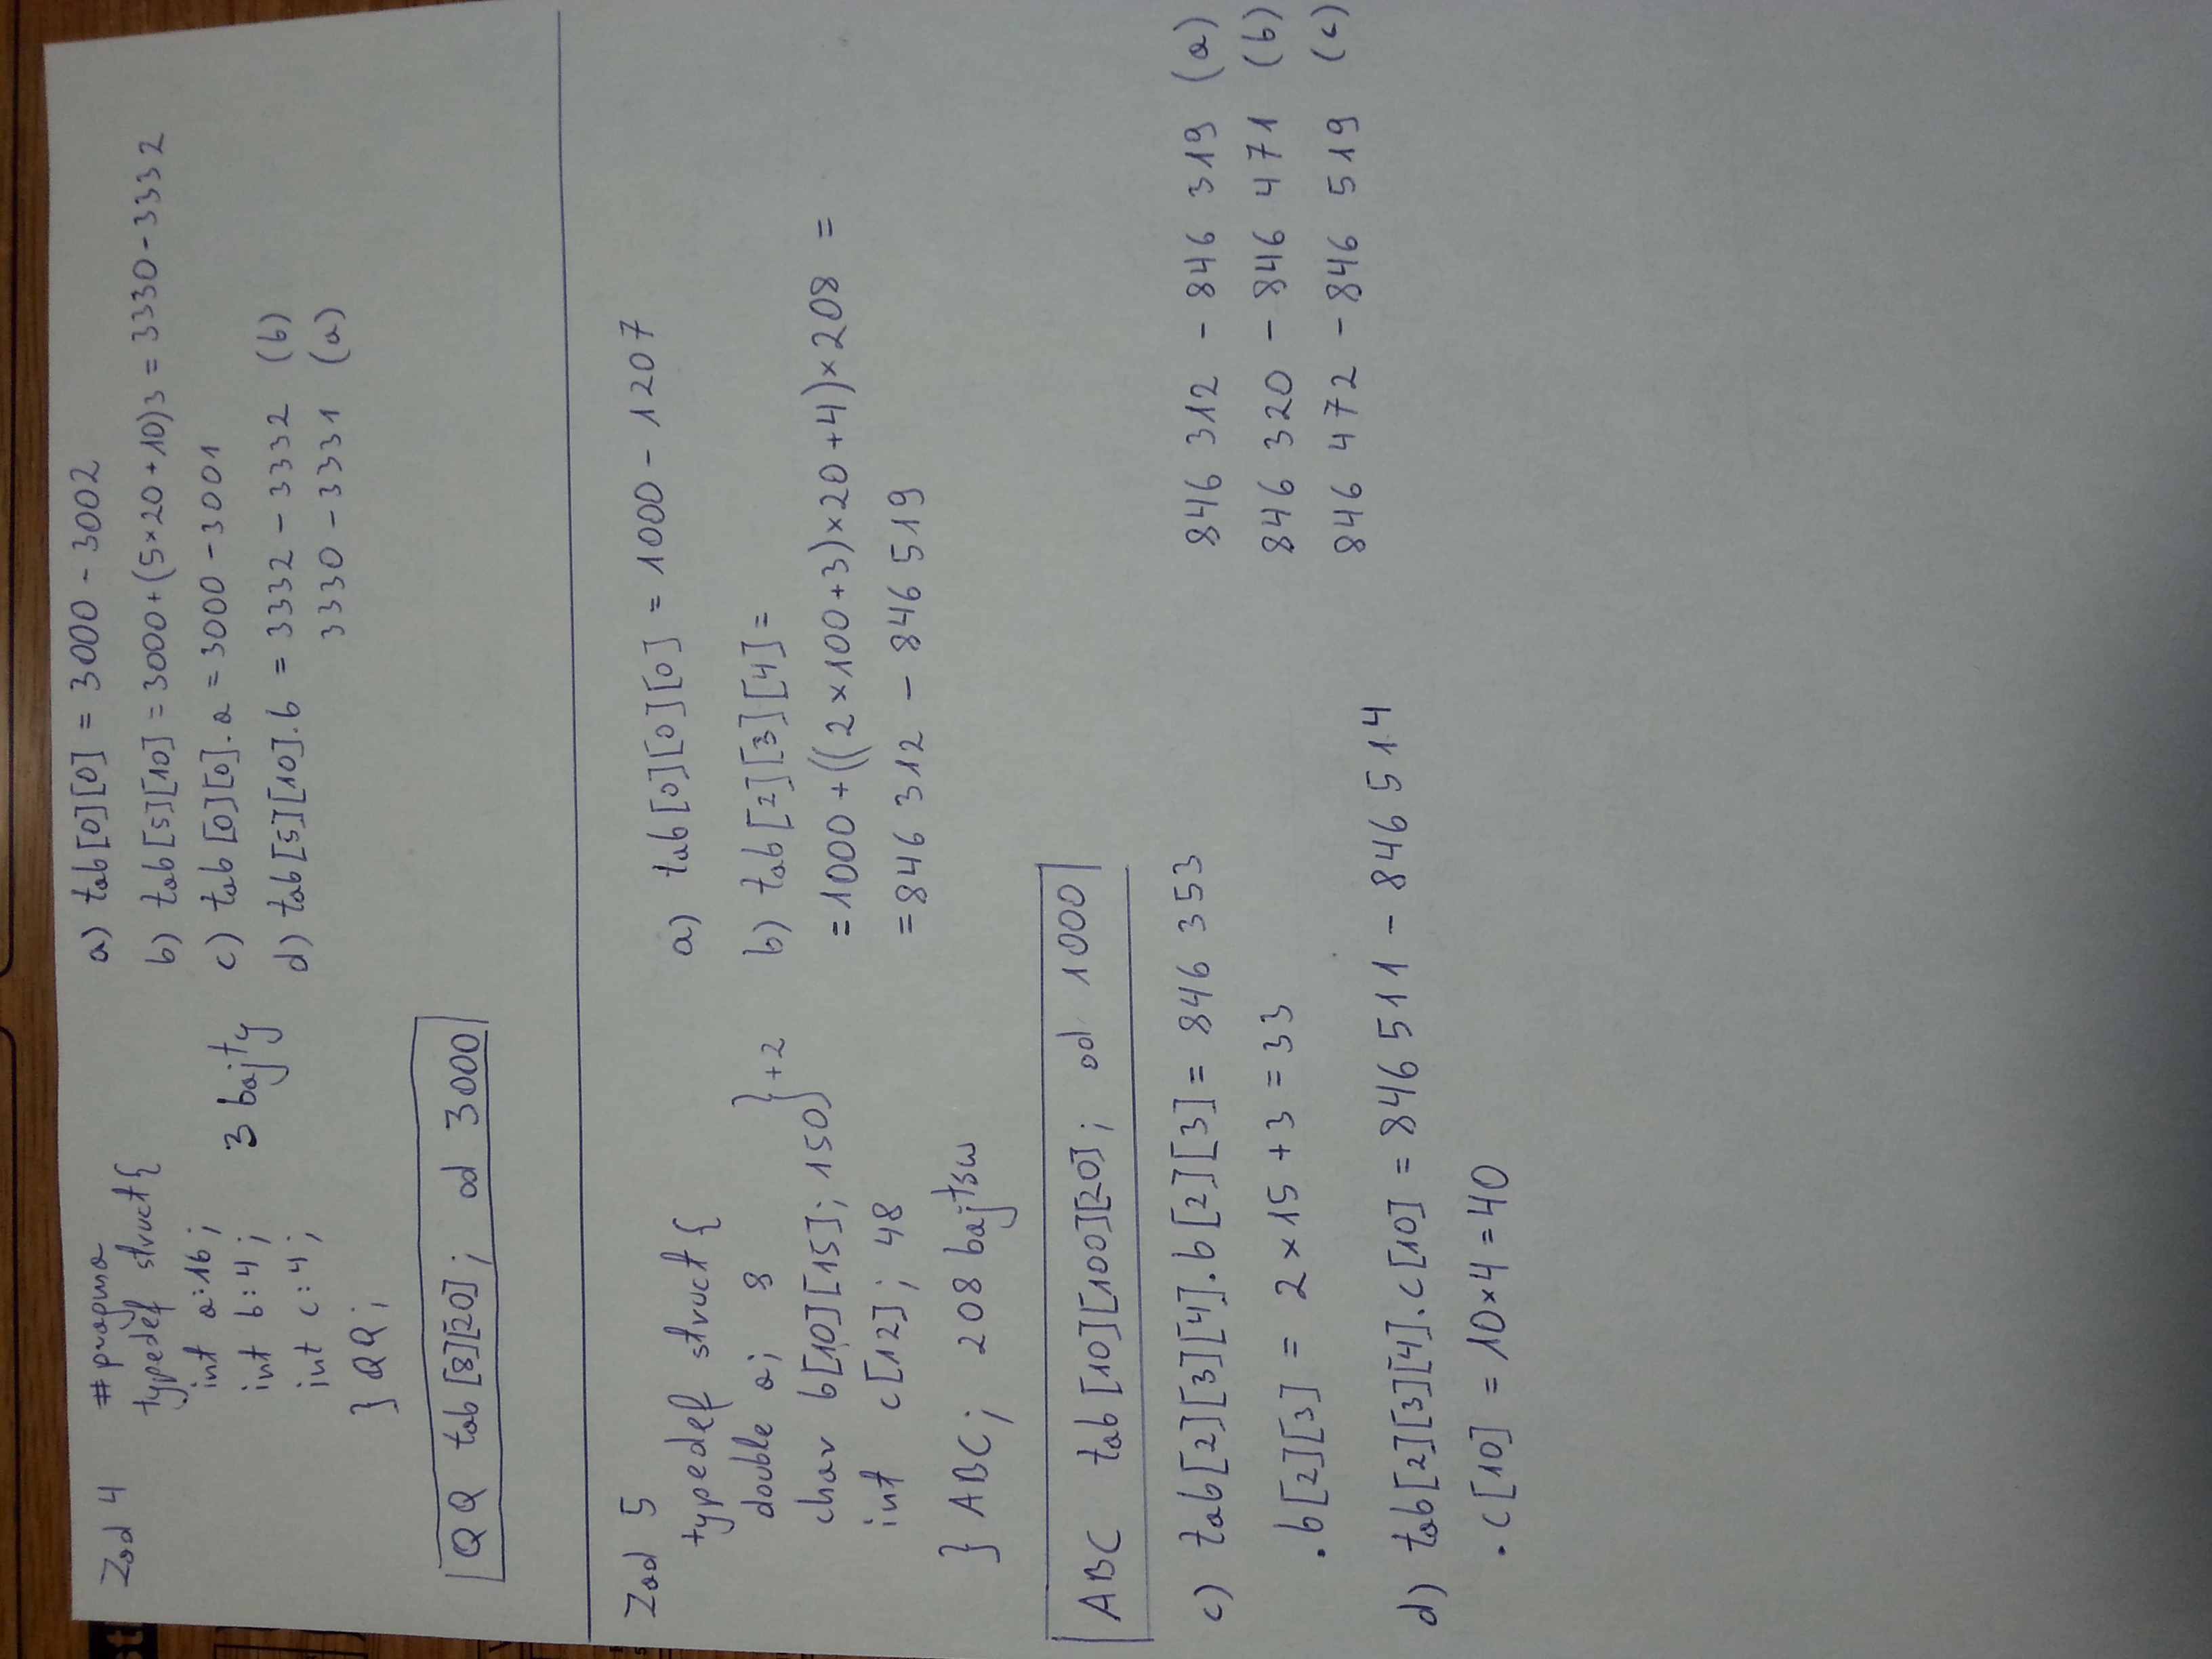 Zad 4
#pragma
typedef struct{
int a:16;
int b:4;
int c:4;
} QQ;
3 bajty
QQ tab[8][20]; od 3000
a) tab[0][0] = 3000 - 3002
b) tab[5][10] = 3000+(5×20+10)3 = 3330-3332
c) tab[0][0].a = 3000-3001
d) tab[5][10].b = 3332-3332 (b)
3330-3331 (a)
Zad 5
typedef struct{
double a; 8
char b[10][15]; 150 } +2
int c[12]; 48
} ABC; 208 bajtów
a) tab[0][0][0] = 1000 - 1207
b) tab[2][3][4] =
= 1000 + ((2×100+3)×20+4)×208 =
= 846 312 - 846 519
ABC tab[10][100][20]; od 1000
c) tab[2][3][4].b[2][3] = 846 353
.b[2][3] = 2×15+3 = 33
d) tab[2][3][4].c[10] = 846 511 - 846 514
.c[10] = 10×4 = 40
846 312 - 846 319 (a)
846 320 - 846 471 (b)
846 472 - 846 519 (c)